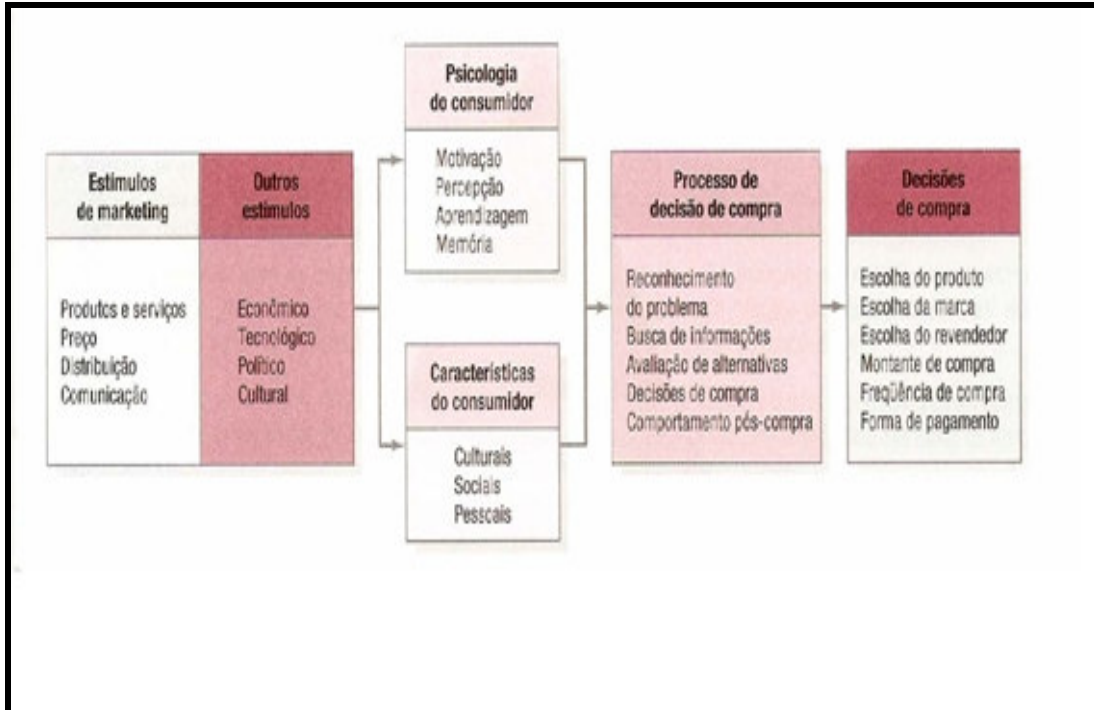 Estímulos
de marketing
Produtos e serviços
Preço
Distribuição
Comunicação
Outros
estímulos
Econômico
Tecnológico
Político
Cultural
Psicologia
do consumidor
Motivação
Percepção
Aprendizagem
Memória
Características
do consumidor
Culturais
Sociais
Pessoais
Processo de
decisão de compra
Reconhecimento
do problema
Busca de informações
Avaliação de alternativas
Decisões de compra
Comportamento pós-compra
Decisões
de compra
Escolha do produto
Escolha da marca
Escolha do revendedor
Montante de compra
Freqüência de compra
Forma de pagamento